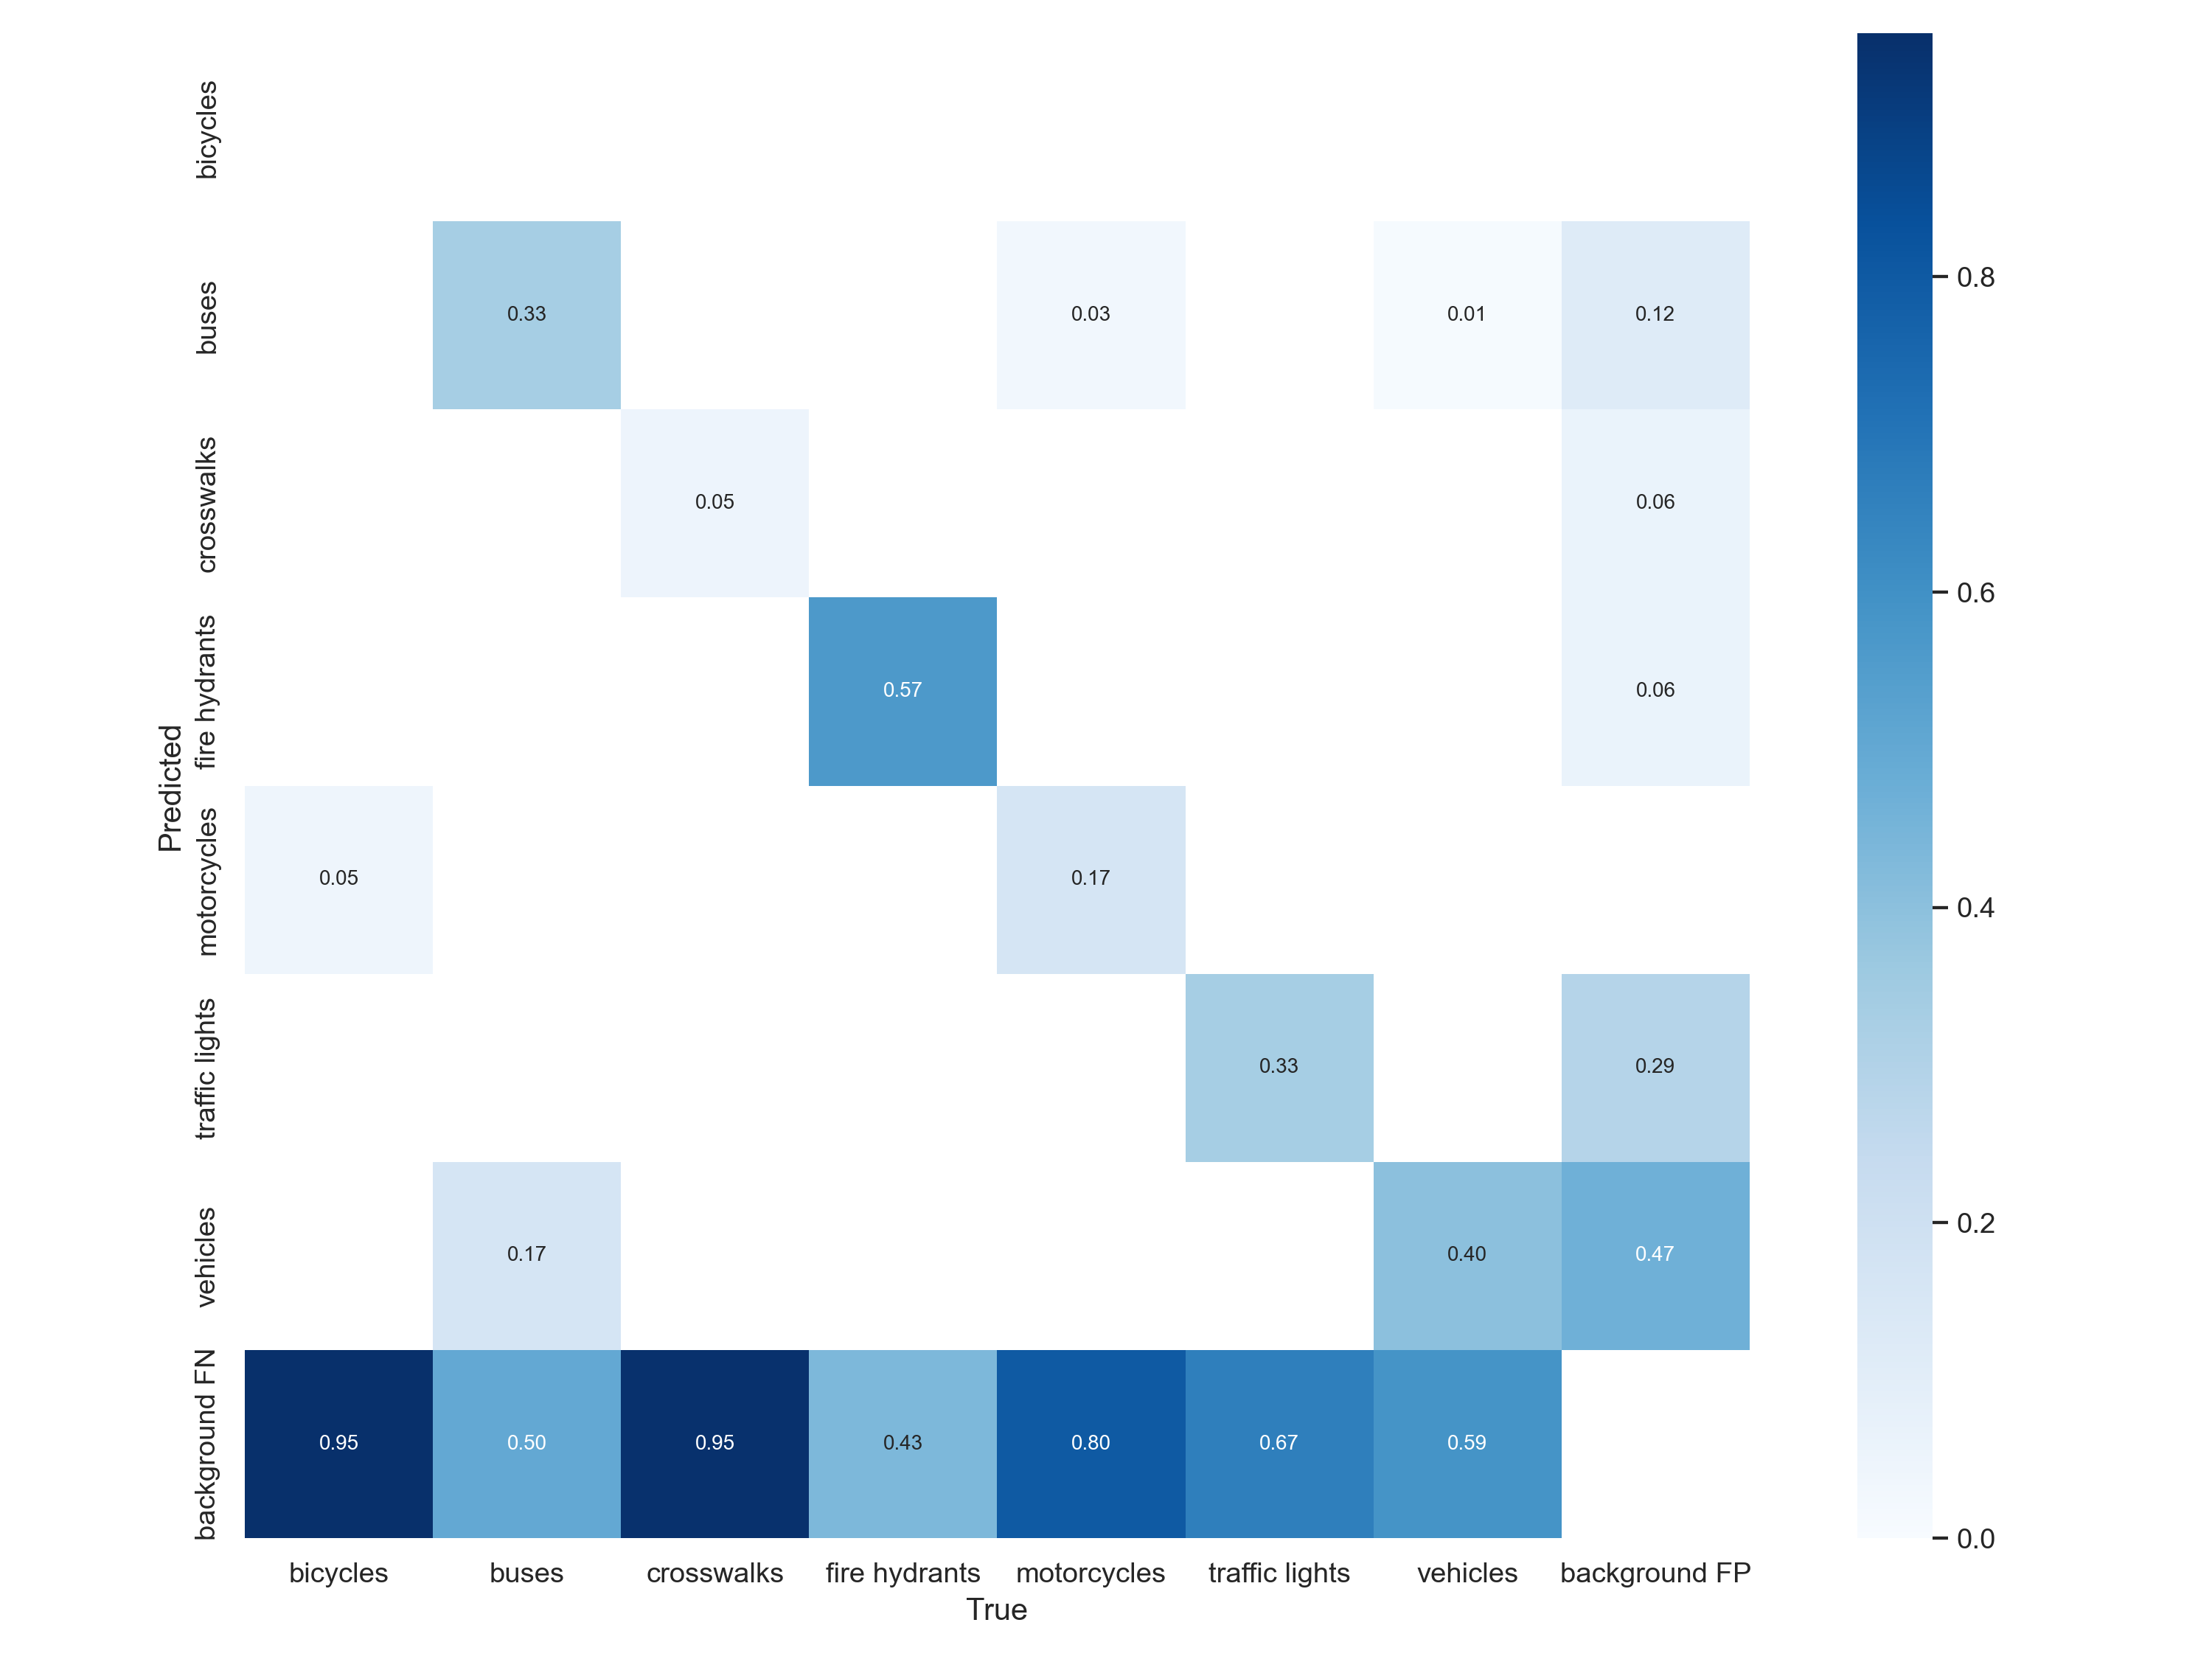 bicycles
buses
0.33
0.03
0.01
0.12
crosswalks
0.05
0.06
fire hydrants
0.57
0.06
Predicted
motorcycles
0.05
0.17
traffic lights
0.33
0.29
vehicles
0.17
0.40
0.47
background FN
0.95
0.50
0.95
0.43
0.80
0.67
0.59
bicycles
buses
crosswalks
fire hydrants
motorcycles
traffic lights
vehicles
background FP
True
0.8
0.6
0.4
0.2
0.0